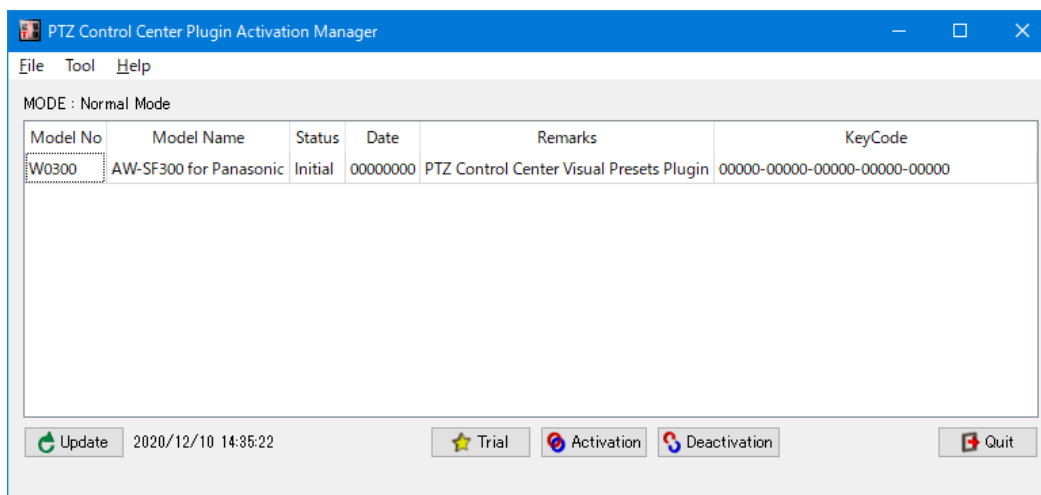 PTZ Control Center Plugin Activation Manager
File Tool Help
MODE : Normal Mode
Model No Model Name Status Date Remarks KeyCode
W0300 AW-SF300 for Panasonic Initial 00000000 PTZ Control Center Visual Presets Plugin 00000-00000-00000-00000-00000
Update 2020/12/10 14:35:22 Trial Activation Deactivation Quit